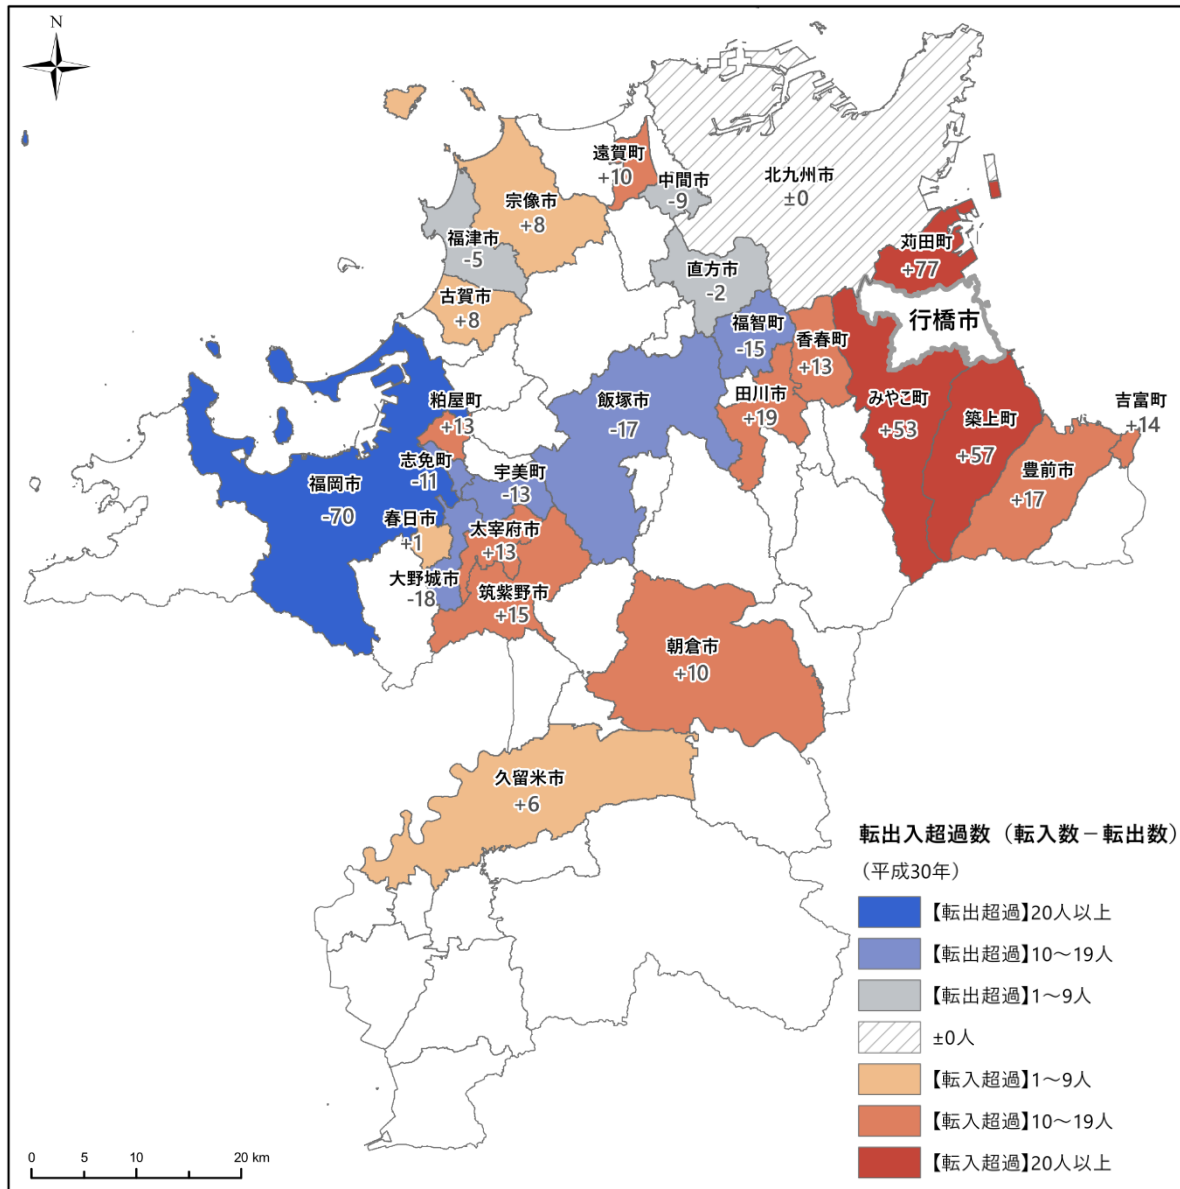 N
遠賀町
+10
中間市
-9
北九州市
±0
宗像市
+8
福津市
-5
苅田町
+77
直方市
-2
古賀市
+8
福智町
-15
行橋市
香春町
+13
粕屋町
+13
飯塚市
-17
田川市
+19
みやこ町
+53
築上町
+57
吉富町
+14
豊前市
+17
志免町
-11
宇美町
-13
福岡市
-70
春日市
+1
太宰府市
+13
大野城市
-18
筑紫野市
+15
朝倉市
+10
久留米市
+6
転出入超過数（転入数－転出数）
（平成30年）
【転出超過】20人以上
【転出超過】10～19人
【転出超過】1～9人
±0人
【転入超過】1～9人
【転入超過】10～19人
【転入超過】20人以上
0 5 10 20 km